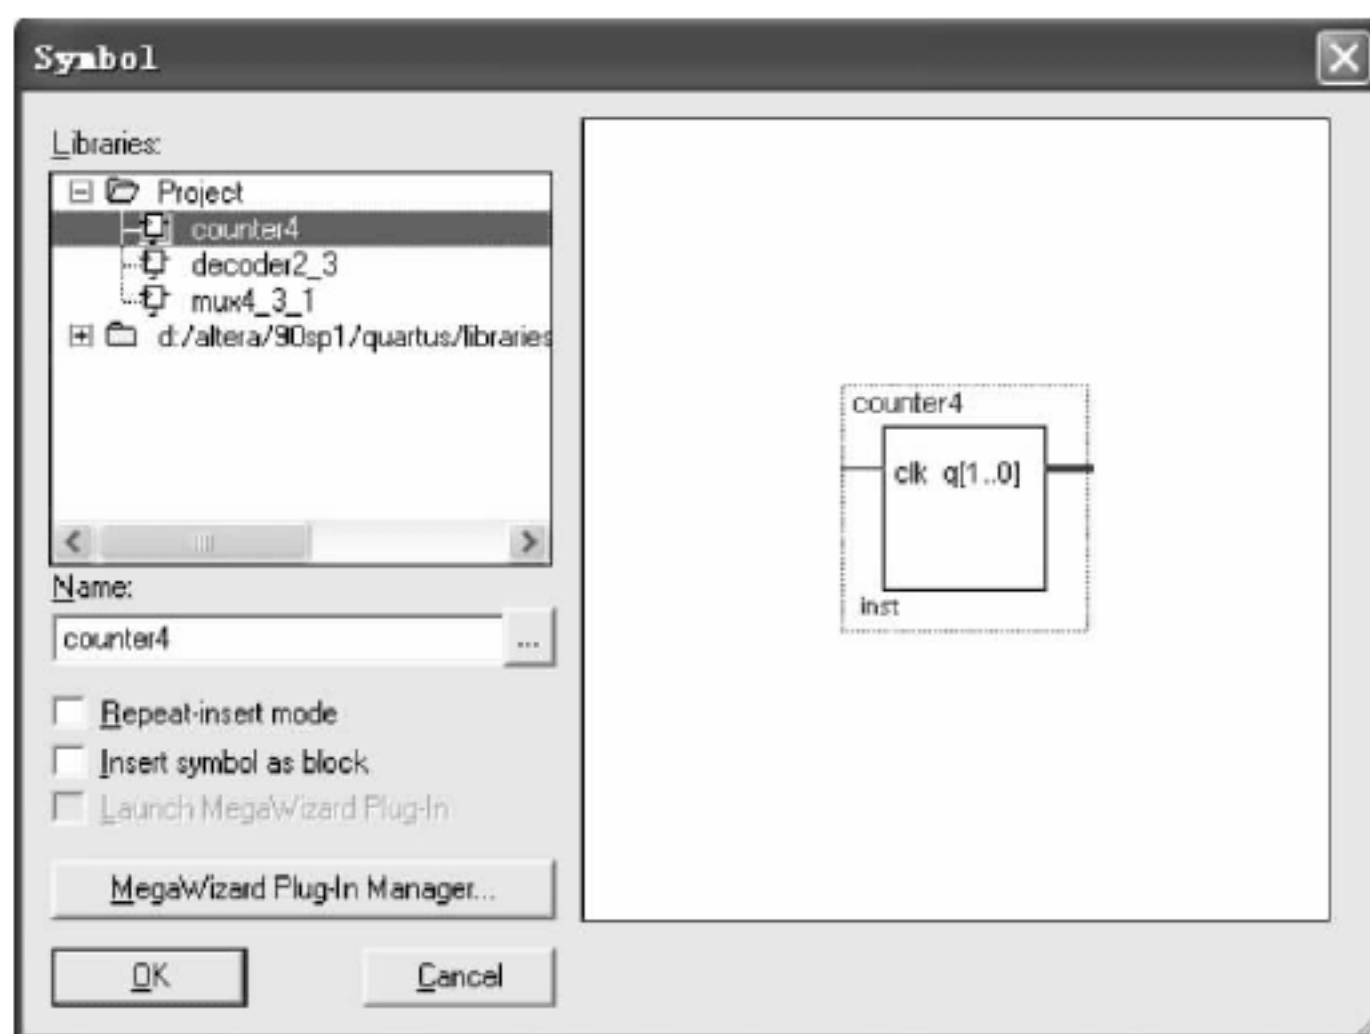 Symbol
Libraries:
Project
counter4
decoder2_3
mux4_3_1
d:/altera/90sp1/quartus/libraries
Name:
counter4
...
Repeat-insert mode
Insert symbol as block
Launch MegaWizard Plug-In
MegaWizard Plug-In Manager...
OK
Cancel
counter4
clk q[1..0]
inst